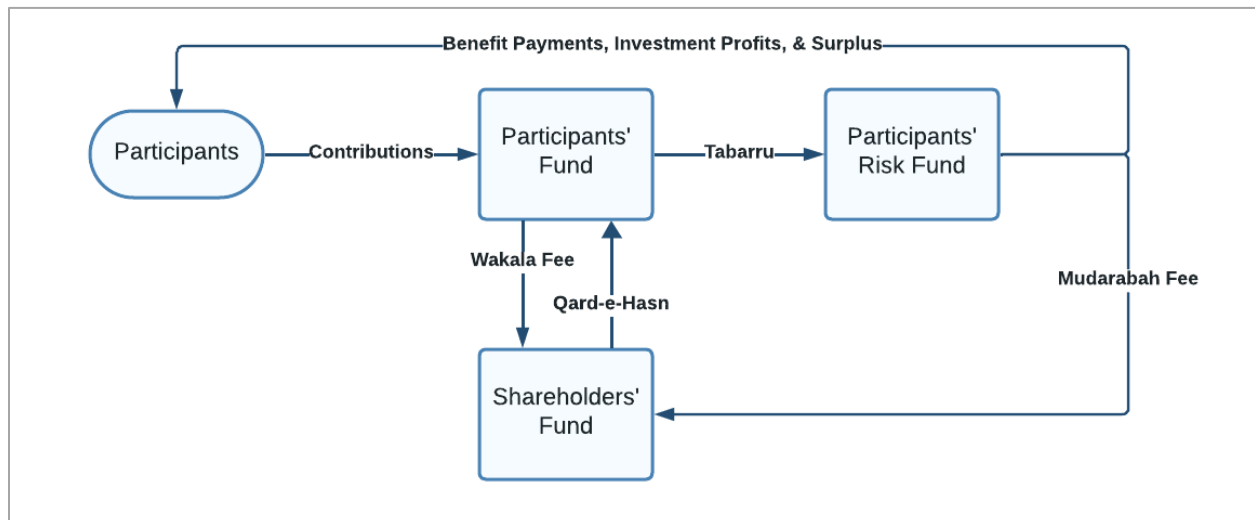 Benefit Payments, Investment Profits, & Surplus
Participants
Contributions
Participants'
Fund
Tabarru
Participants'
Risk Fund
Wakala Fee
Qard-e-Hasn
Mudarabah Fee
Shareholders'
Fund